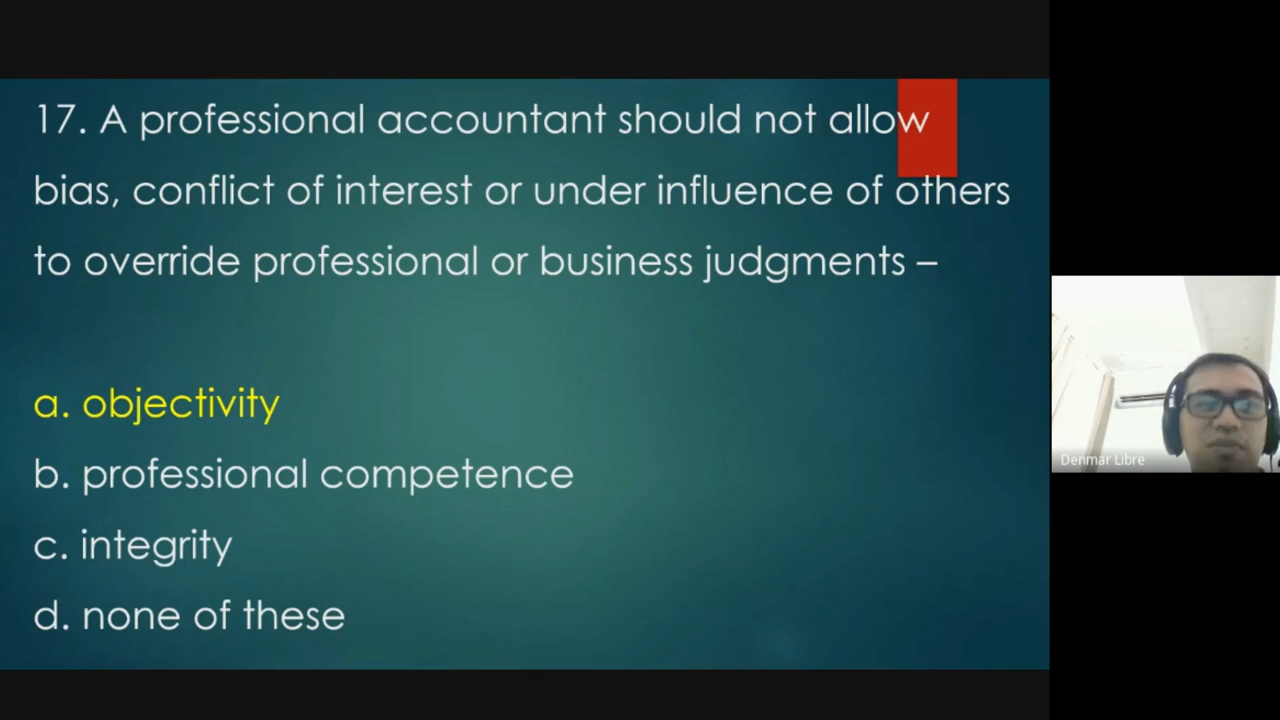 17. A professional accountant should not allow
bias, conflict of interest or under influence of others
to override professional or business judgments –
a. objectivity
b. professional competence
c. integrity
d. none of these
Denmar Libre